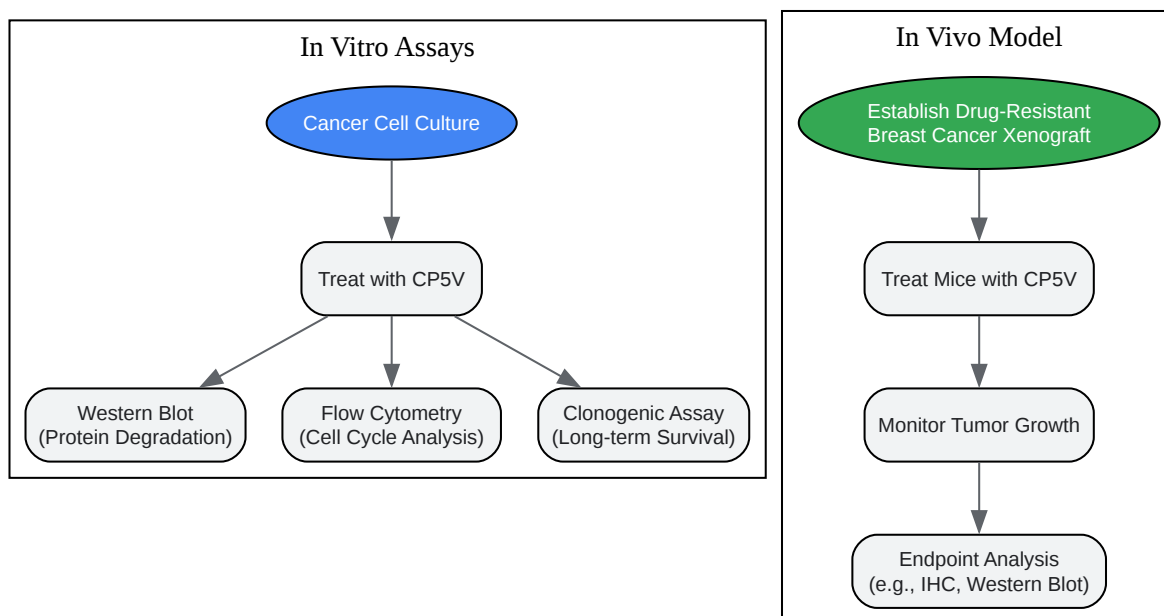 In Vitro Assays
Cancer Cell Culture
Treat with CP5V
Western Blot
(Protein Degradation)
Flow Cytometry
(Cell Cycle Analysis)
Clonogenic Assay
(Long-term Survival)
In Vivo Model
Establish Drug-Resistant
Breast Cancer Xenograft
Treat Mice with CP5V
Monitor Tumor Growth
Endpoint Analysis
(e.g., IHC, Western Blot)